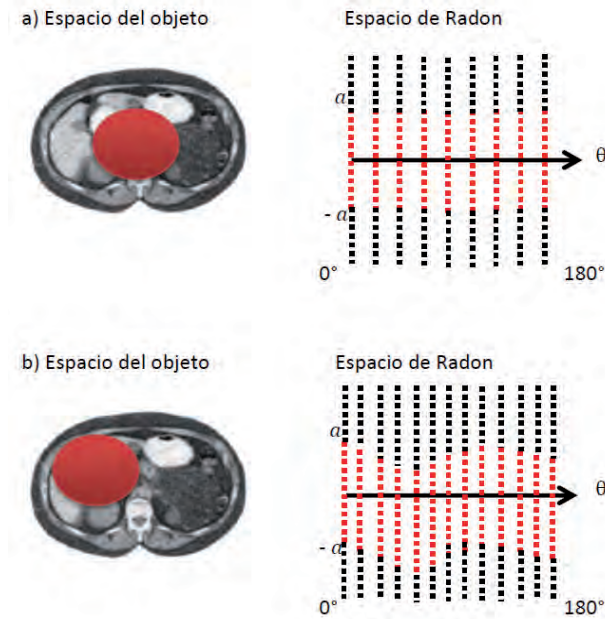 a) Espacio del objeto
Espacio de Radon
a
θ
- a
0°
180°
b) Espacio del objeto
Espacio de Radon
a
θ
- a
0°
180°